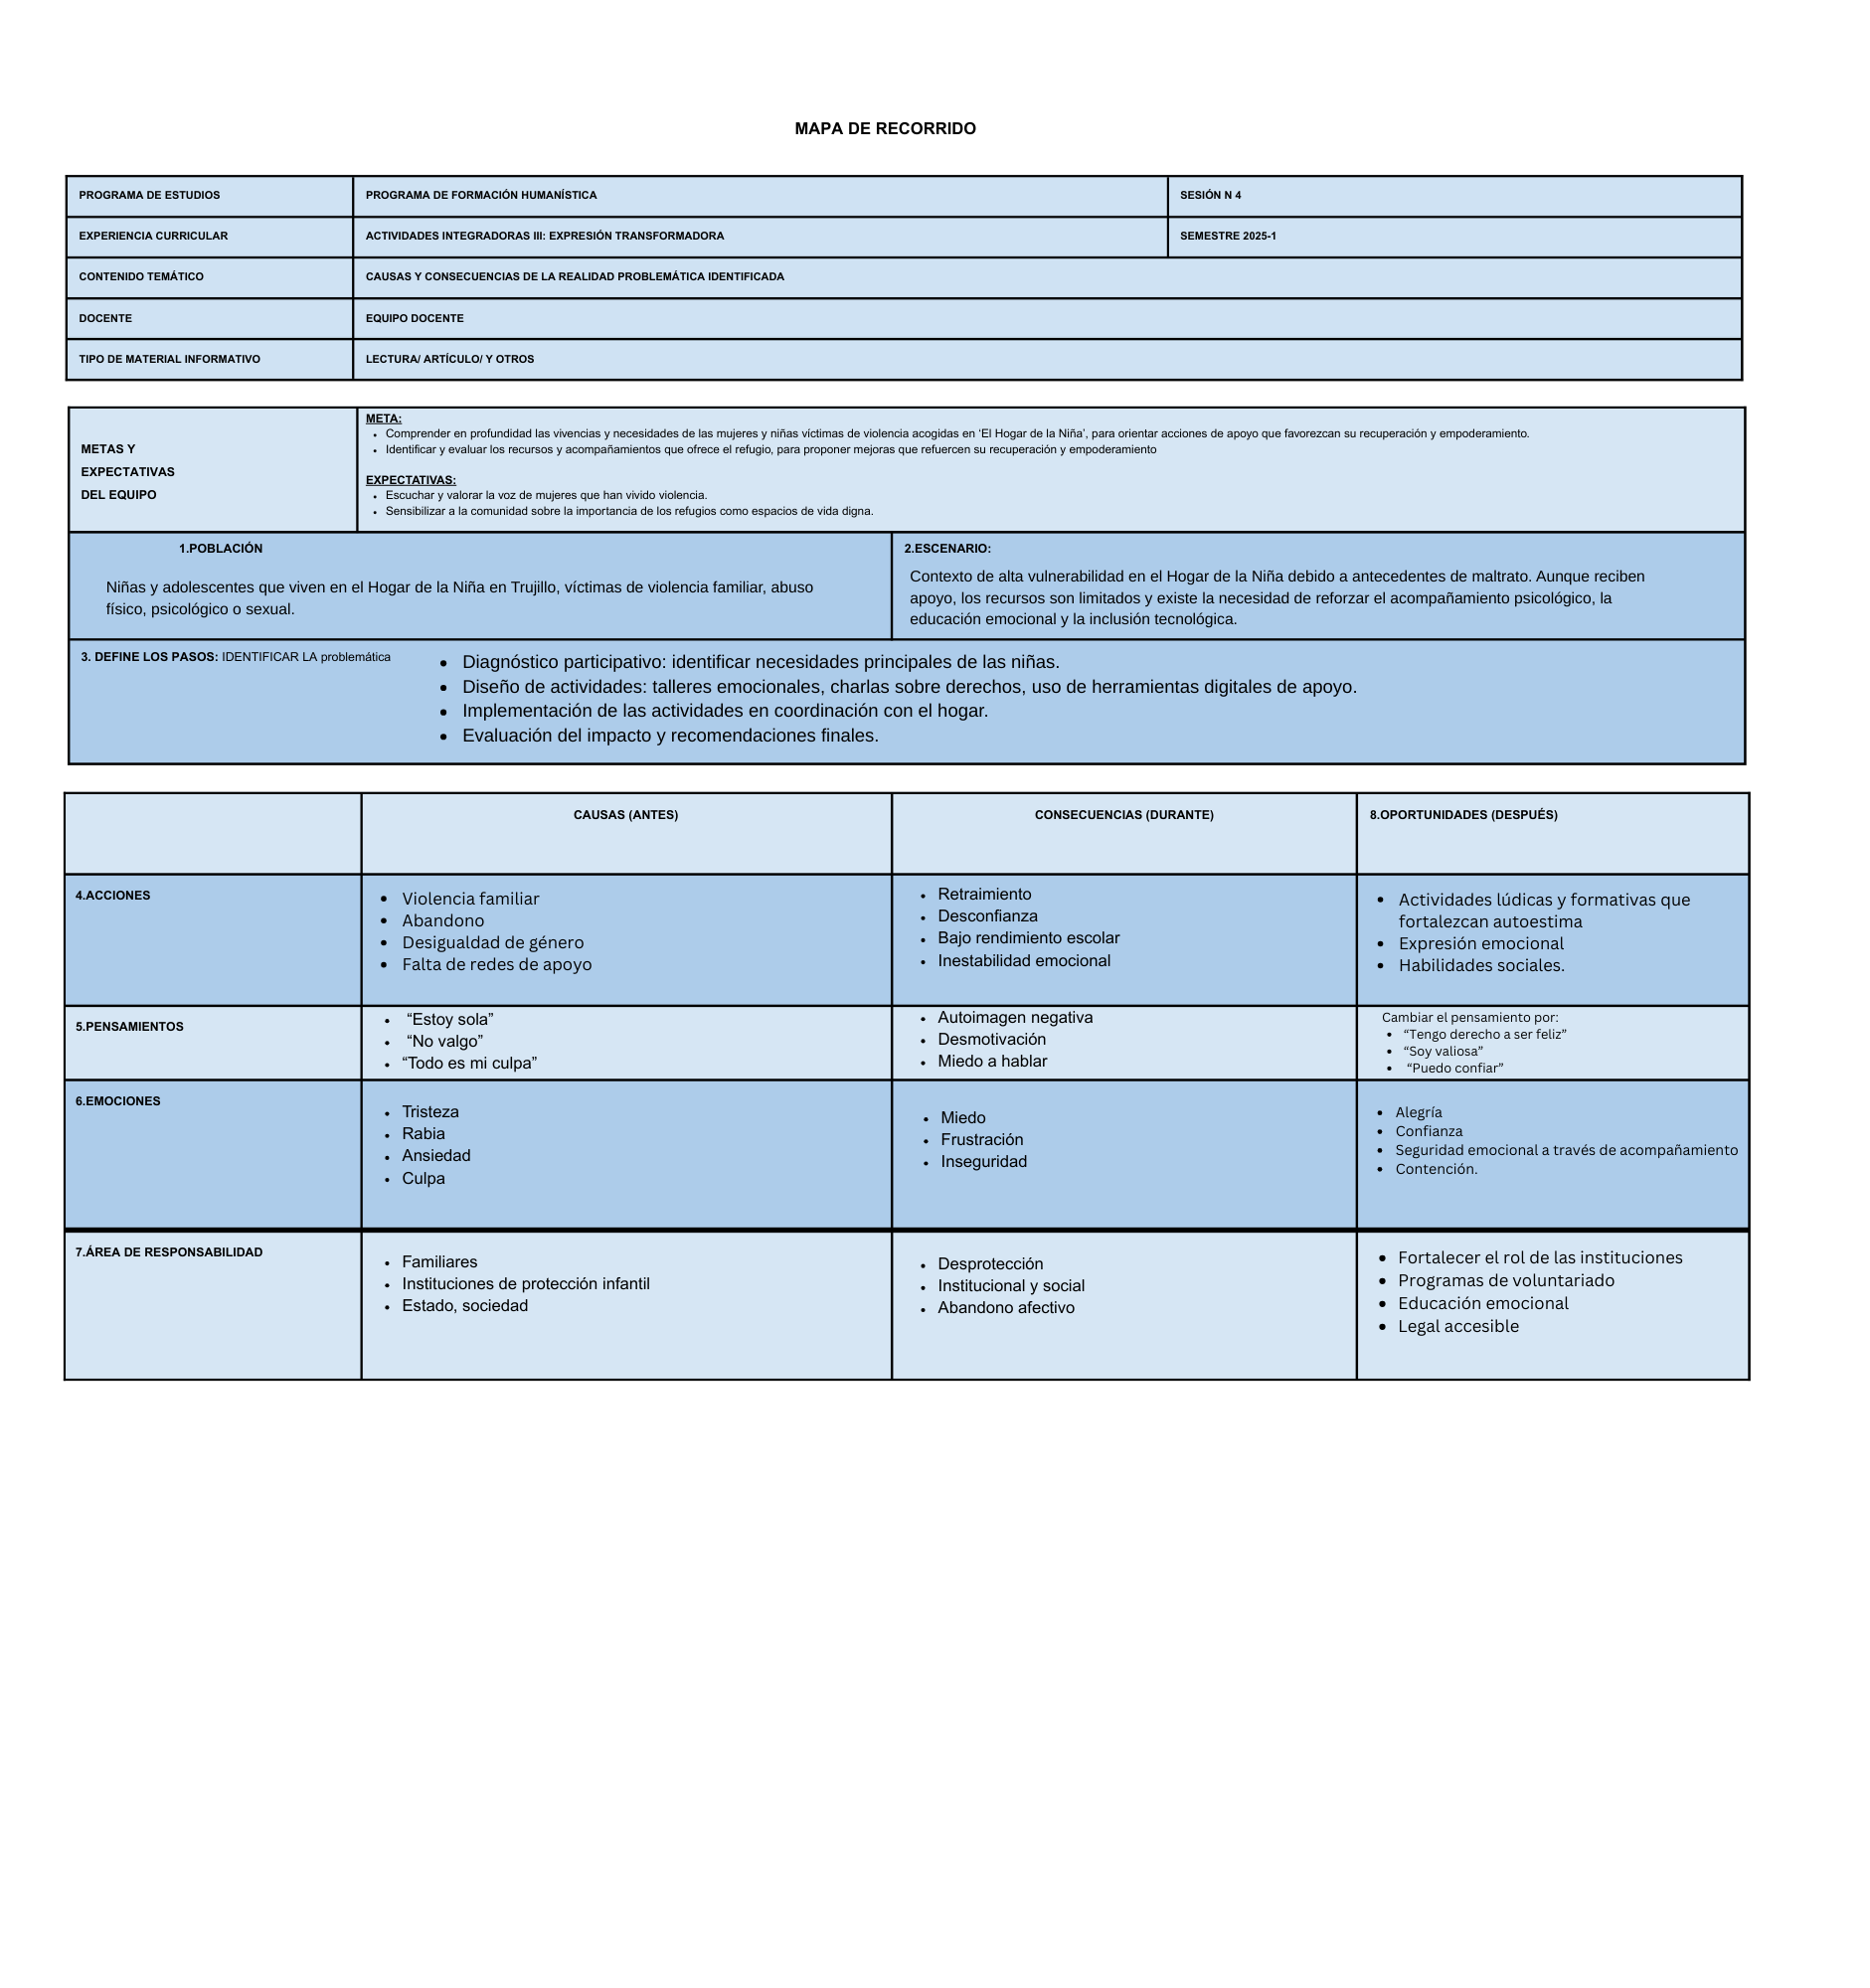 MAPA DE RECORRIDO
PROGRAMA DE ESTUDIOS
PROGRAMA DE FORMACIÓN HUMANÍSTICA
SESIÓN N 4
EXPERIENCIA CURRICULAR
ACTIVIDADES INTEGRADORAS III: EXPRESIÓN TRANSFORMADORA
SEMESTRE 2025-1
CONTENIDO TEMÁTICO
CAUSAS Y CONSECUENCIAS DE LA REALIDAD PROBLEMÁTICA IDENTIFICADA
DOCENTE
EQUIPO DOCENTE
TIPO DE MATERIAL INFORMATIVO
LECTURA/ ARTÍCULO/ Y OTROS
METAS Y
EXPECTATIVAS
DEL EQUIPO
META:
• Comprender en profundidad las vivencias y necesidades de las mujeres y niñas víctimas de violencia acogidas en ‘El Hogar de la Niña’, para orientar acciones de apoyo que favorezcan su recuperación y empoderamiento.
• Identificar y evaluar los recursos y acompañamientos que ofrece el refugio, para proponer mejoras que refuercen su recuperación y empoderamiento
EXPECTATIVAS:
• Escuchar y valorar la voz de mujeres que han vivido violencia.
• Sensibilizar a la comunidad sobre la importancia de los refugios como espacios de vida digna.
1.POBLACIÓN
Niñas y adolescentes que viven en el Hogar de la Niña en Trujillo, víctimas de violencia familiar, abuso
físico, psicológico o sexual.
2.ESCENARIO:
Contexto de alta vulnerabilidad en el Hogar de la Niña debido a antecedentes de maltrato. Aunque reciben
apoyo, los recursos son limitados y existe la necesidad de reforzar el acompañamiento psicológico, la
educación emocional y la inclusión tecnológica.
3. DEFINE LOS PASOS: IDENTIFICAR LA problemática
• Diagnóstico participativo: identificar necesidades principales de las niñas.
• Diseño de actividades: talleres emocionales, charlas sobre derechos, uso de herramientas digitales de apoyo.
• Implementación de las actividades en coordinación con el hogar.
• Evaluación del impacto y recomendaciones finales.
CAUSAS (ANTES)
CONSECUENCIAS (DURANTE)
8.OPORTUNIDADES (DESPUÉS)
4.ACCIONES
• Violencia familiar
• Abandono
• Desigualdad de género
• Falta de redes de apoyo
• Retraimiento
• Desconfianza
• Bajo rendimiento escolar
• Inestabilidad emocional
• Actividades lúdicas y formativas que
fortalezcan autoestima
• Expresión emocional
• Habilidades sociales.
5.PENSAMIENTOS
• “Estoy sola”
• “No valgo”
• “Todo es mi culpa”
• Autoimagen negativa
• Desmotivación
• Miedo a hablar
Cambiar el pensamiento por:
• “Tengo derecho a ser feliz”
• “Soy valiosa”
• “Puedo confiar”
6.EMOCIONES
• Tristeza
• Rabia
• Ansiedad
• Culpa
• Miedo
• Frustración
• Inseguridad
• Alegría
• Confianza
• Seguridad emocional a través de acompañamiento
• Contención.
7.ÁREA DE RESPONSABILIDAD
• Familiares
• Instituciones de protección infantil
• Estado, sociedad
• Desprotección
• Institucional y social
• Abandono afectivo
• Fortalecer el rol de las instituciones
• Programas de voluntariado
• Educación emocional
• Legal accesible